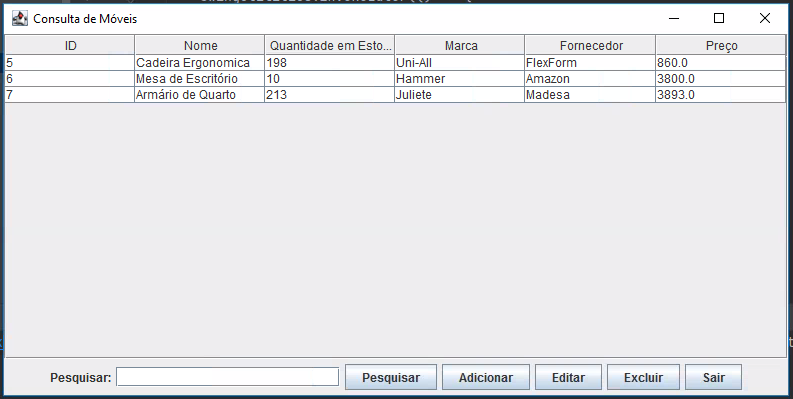 Consulta de Móveis
ID Nome Quantidade em Esto... Marca Fornecedor Preço
5 Cadeira Ergonomica 198 Uni-All FlexForm 860.0
6 Mesa de Escritório 10 Hammer Amazon 3800.0
7 Armário de Quarto 213 Juliete Madesa 3893.0
Pesquisar: Pesquisar Adicionar Editar Excluir Sair